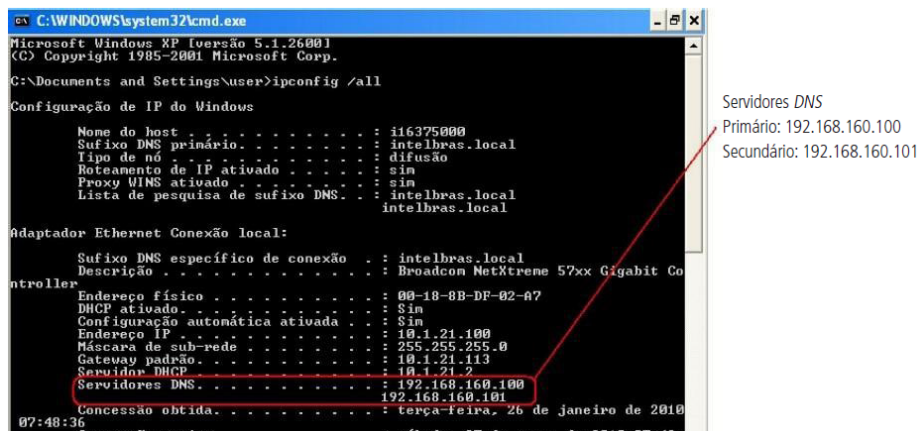 C:\WINDOWS\system32\cmd.exe
Microsoft Windows XP [versão 5.1.2600]
(C) Copyright 1985-2001 Microsoft Corp.
C:\Documents and Settings\user>ipconfig /all
Configuração de IP do Windows
Nome do host . . . . . . . . . . . : i16375000
Sufixo DNS primário. . . . . . . . : intelbras.local
Tipo de nó . . . . . . . . . . . . : difusão
Roteamento de IP ativado . . . . . : sim
Proxy WINS ativado . . . . . . . . : sim
Lista de pesquisa de sufixo DNS. . : intelbras.local
intelbras.local
Adaptador Ethernet Conexão local:
Sufixo DNS específico de conexão . : intelbras.local
Descrição . . . . . . . . . . . . : Broadcom NetXtreme 57xx Gigabit Co
ntroller
Endereço físico . . . . . . . . . : 00-18-8B-DF-02-A7
DHCP ativado. . . . . . . . . . . : Sim
Configuração automática ativada . . : Sim
Endereço IP . . . . . . . . . . . : 10.1.21.100
Máscara de sub-rede . . . . . . . : 255.255.255.0
Gateway padrão. . . . . . . . . . : 10.1.21.113
Servidor DHCP . . . . . . . . . . : 10.1.21.2
Servidores DNS. . . . . . . . . . : 192.168.160.100
192.168.160.101
Concessão obtida. . . . . . . . . : terça-feira, 26 de janeiro de 2010
07:48:36
Servidores DNS
Primário: 192.168.160.100
Secundário: 192.168.160.101